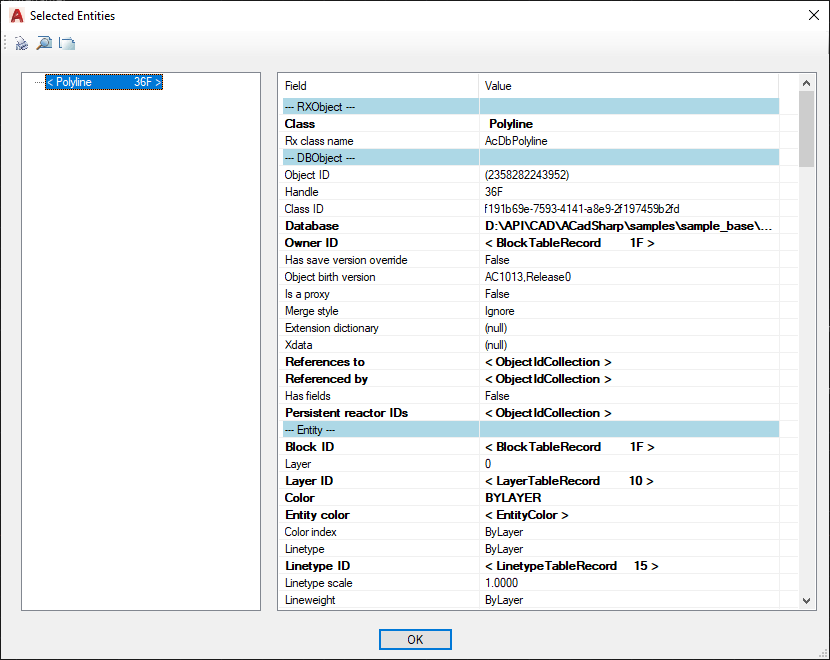 A Selected Entities
< Polyline 36F >
Field Value
--- RXObject ---
Class Polyline
Rx class name AcDbPolyline
--- DBObject ---
Object ID (2358282243952)
Handle 36F
Class ID f191b69e-7593-4141-a8e9-2f197459b2fd
Database D:\API\CAD\ACadSharp\samples\sample_base\...
Owner ID < BlockTableRecord 1F >
Has save version override False
Object birth version AC1013,Release0
Is a proxy False
Merge style Ignore
Extension dictionary (null)
Xdata (null)
References to < ObjectIdCollection >
Referenced by < ObjectIdCollection >
Has fields False
Persistent reactor IDs < ObjectIdCollection >
--- Entity ---
Block ID < BlockTableRecord 1F >
Layer 0
Layer ID < LayerTableRecord 10 >
Color BYLAYER
Entity color < EntityColor >
Color index ByLayer
Linetype ByLayer
Linetype ID < LinetypeTableRecord 15 >
Linetype scale 1.0000
Lineweight ByLayer
OK